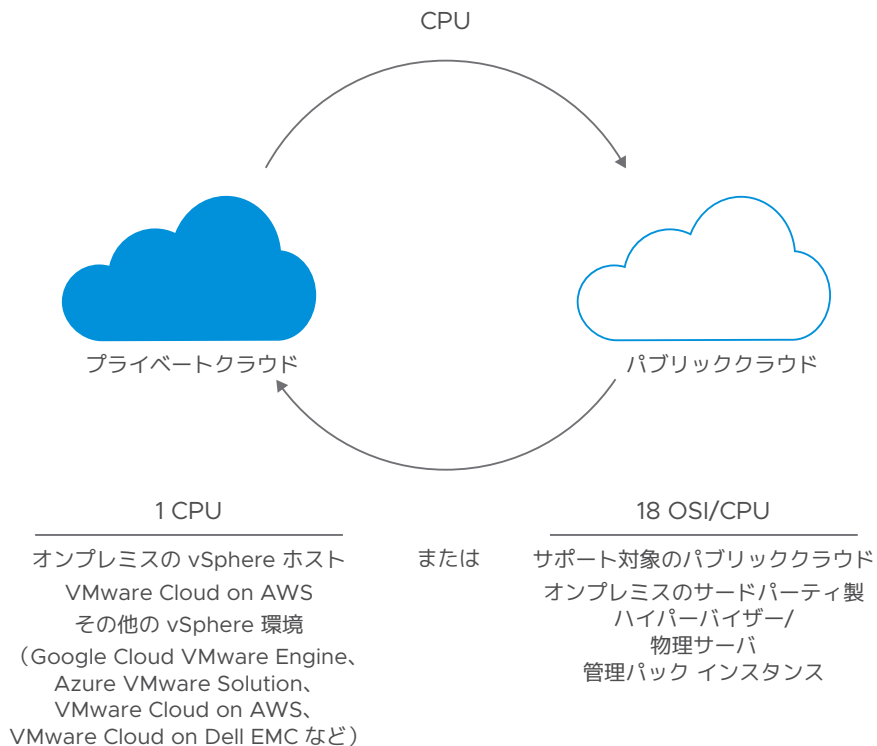 CPU
プライベートクラウド
パブリッククラウド
1 CPU
オンプレミスの vSphere ホスト
VMware Cloud on AWS
その他の vSphere 環境
（Google Cloud VMware Engine、
Azure VMware Solution、
VMware Cloud on AWS、
VMware Cloud on Dell EMC など）
または
18 OSI/CPU
サポート対象のパブリッククラウド
オンプレミスのサードパーティ製
ハイパーバイザー/
物理サーバ
管理パック インスタンス